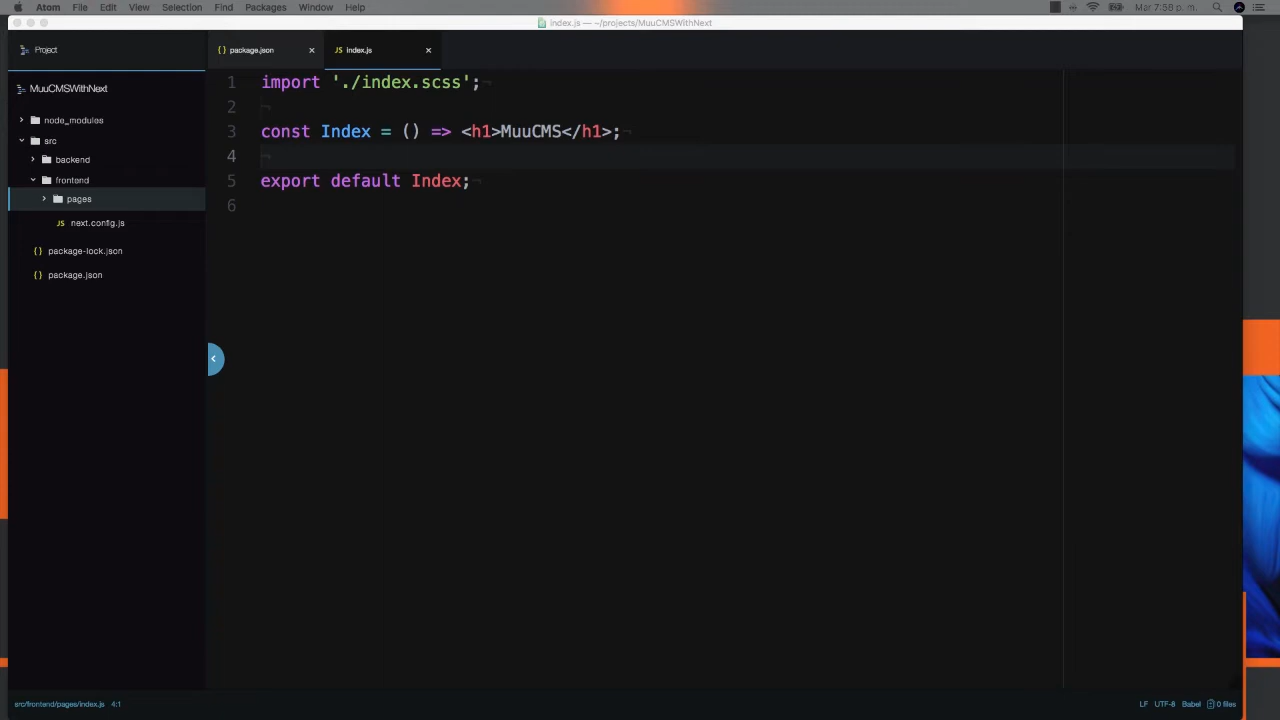 Atom File Edit View Selection Find Packages Window Help Mar 7:58 p. m.
index.js — ~/projects/MuuCMSWithNext
Project
package.json
JS index.js
MuuCMSWithNext
node_modules
src
backend
frontend
pages
JS next.config.js
{} package-lock.json
{} package.json
1 import './index.scss';
2
3 const Index = () => <h1>MuuCMS</h1>;
4
5 export default Index;
6
src/frontend/pages/index.js 4:1
LF UTF-8 Babel 0 files